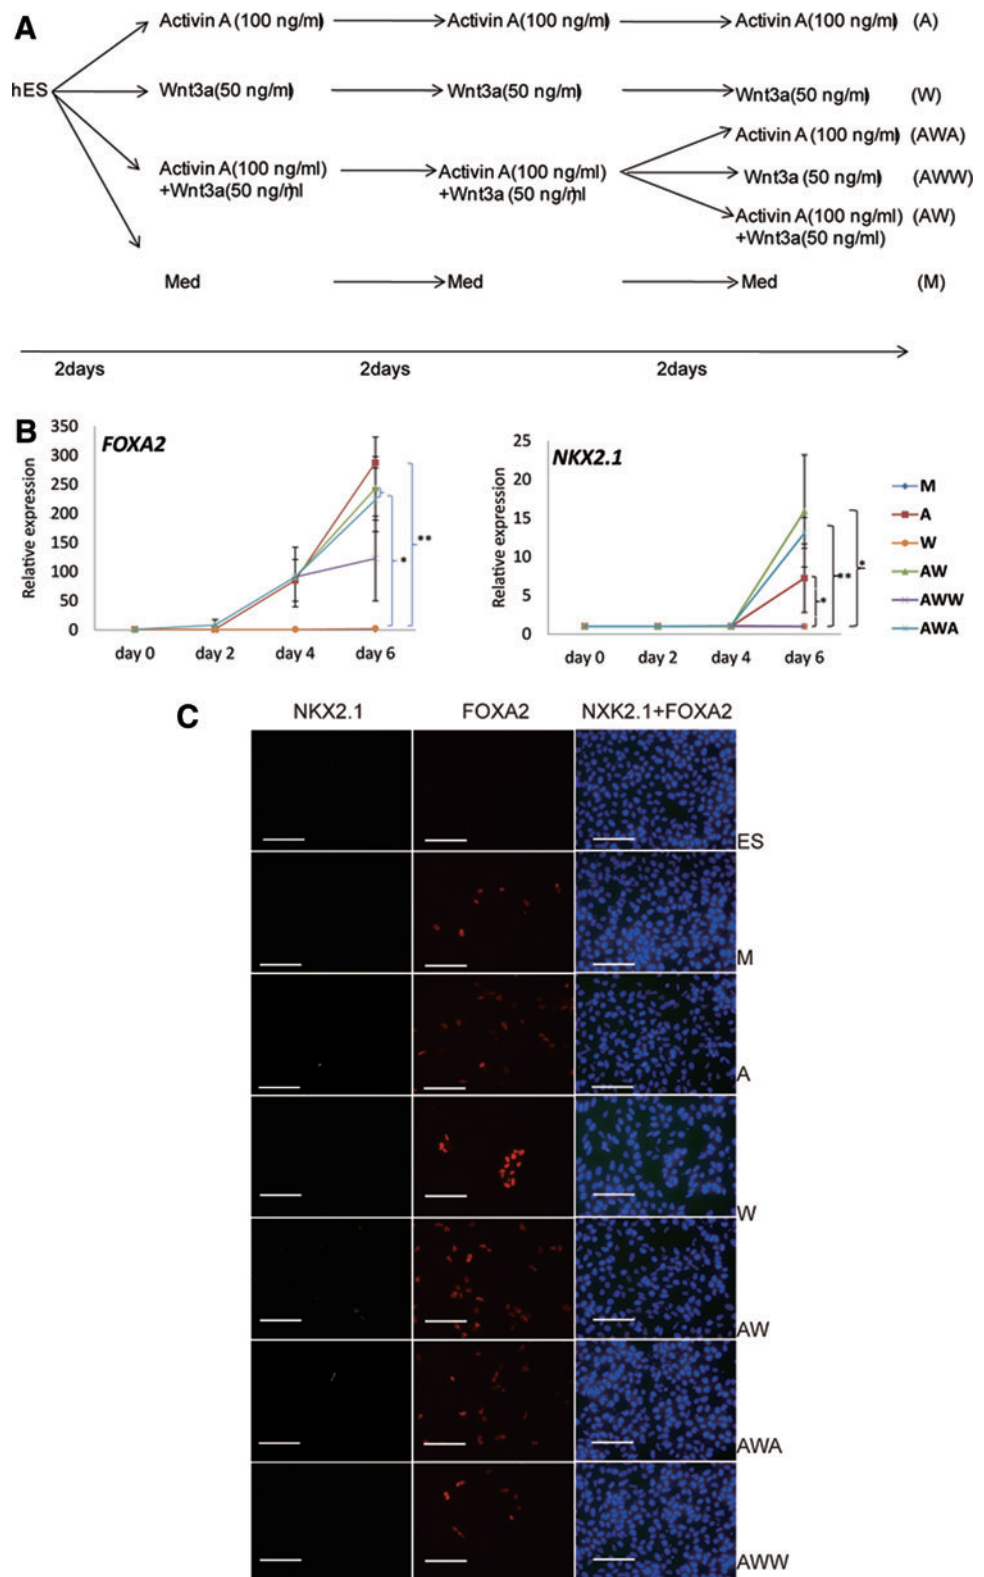 A
Activin A (100 ng/ml) Activin A (100 ng/ml) Activin A (100 ng/ml) (A)
hES
Wnt3a(50 ng/ml) Wnt3a(50 ng/ml) Wnt3a(50 ng/ml) (W)
Activin A (100 ng/ml) (AWA)
Activin A(100 ng/ml) Activin A(100 ng/ml) Wnt3a (50 ng/ml) (AWW)
+Wnt3a(50 ng/ml) +Wnt3a (50 ng/ml)
Activin A(100 ng/ml) (AW)
+Wnt3a(50 ng/ml)
Med Med Med (M)
2days 2days 2days
B
FOXA2
Relative expression
350
300
250
200
150
100
50
0
day 0 day 2 day 4 day 6
*
**
NKX2.1
Relative expression
25
20
15
10
5
0
day 0 day 2 day 4 day 6
*
**
*
M
A
W
AW
AWW
AWA
C
NKX2.1 FOXA2 NXK2.1+FOXA2
ES
M
A
W
AW
AWA
AWW